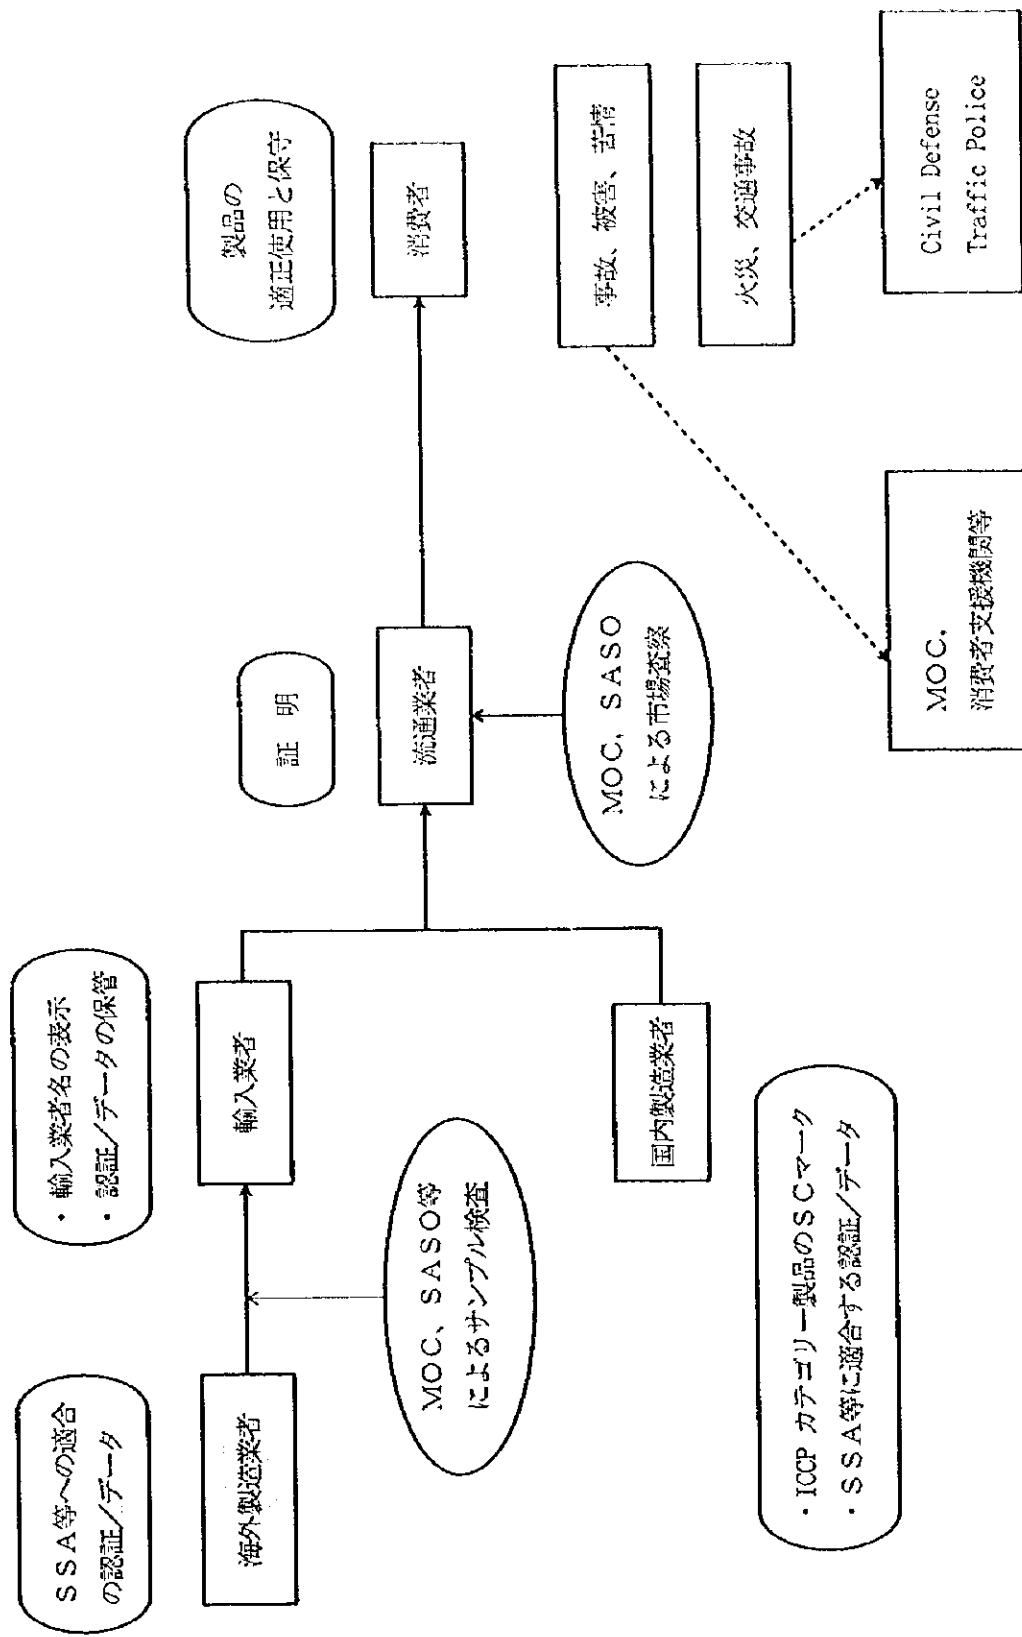 SSA等への適合
の認証/データ
海外製造業者
MOC、SASO等
によるサンプル検査
・ 輸入業者名の表示
・ 認証/データの保管
輸入業者
国内製造業者
・ICCP カテゴリー製品のSCマーク
・SSA等に適合する認証/データ
証 明
流通業者
MOC、SASO
による市場査察
製品の
適正使用と保守
消費者
事故、被害、苦情
火災、交通事故
MOC.
消費者支援機関等
Civil Defense
Traffic Police